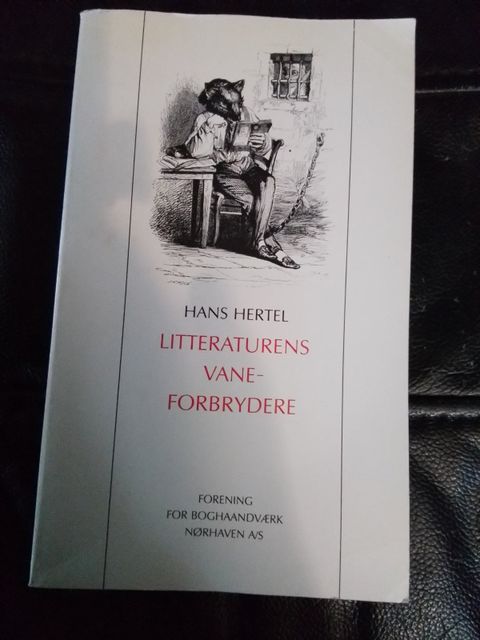 HANS HERTEL
LITTERATURENS
VANE-
FORBRYDERE
FORENING
FOR BOGHAANDVÆRK
NØRHAVEN A/S